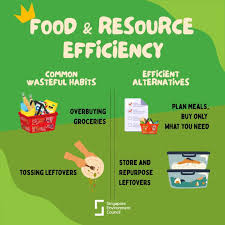 FOOD & RESOURCE
EFFICIENCY
COMMON
WASTEFUL HABITS
EFFICIENT
ALTERNATIVES
OVERBUYING
GROCERIES
PLAN MEALS,
BUY ONLY
WHAT YOU NEED
TOSSING LEFTOVERS
STORE AND
REPURPOSE
LEFTOVERS
Singapore
Environment
Council